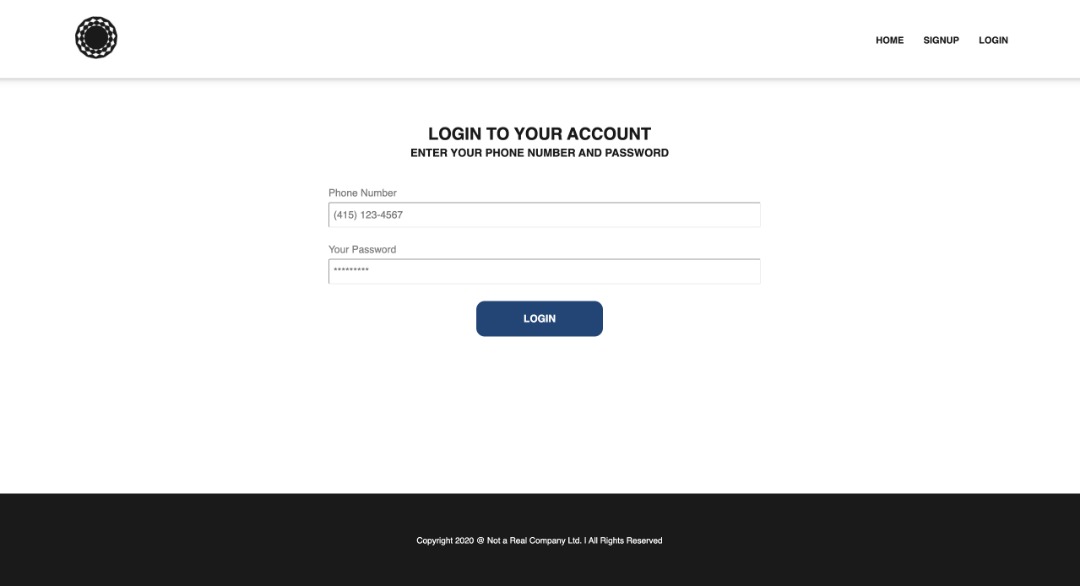 HOME SIGNUP LOGIN
LOGIN TO YOUR ACCOUNT
ENTER YOUR PHONE NUMBER AND PASSWORD
Phone Number
(415) 123-4567
Your Password
*********
LOGIN
Copyright 2020 @ Not a Real Company Ltd. | All Rights Reserved